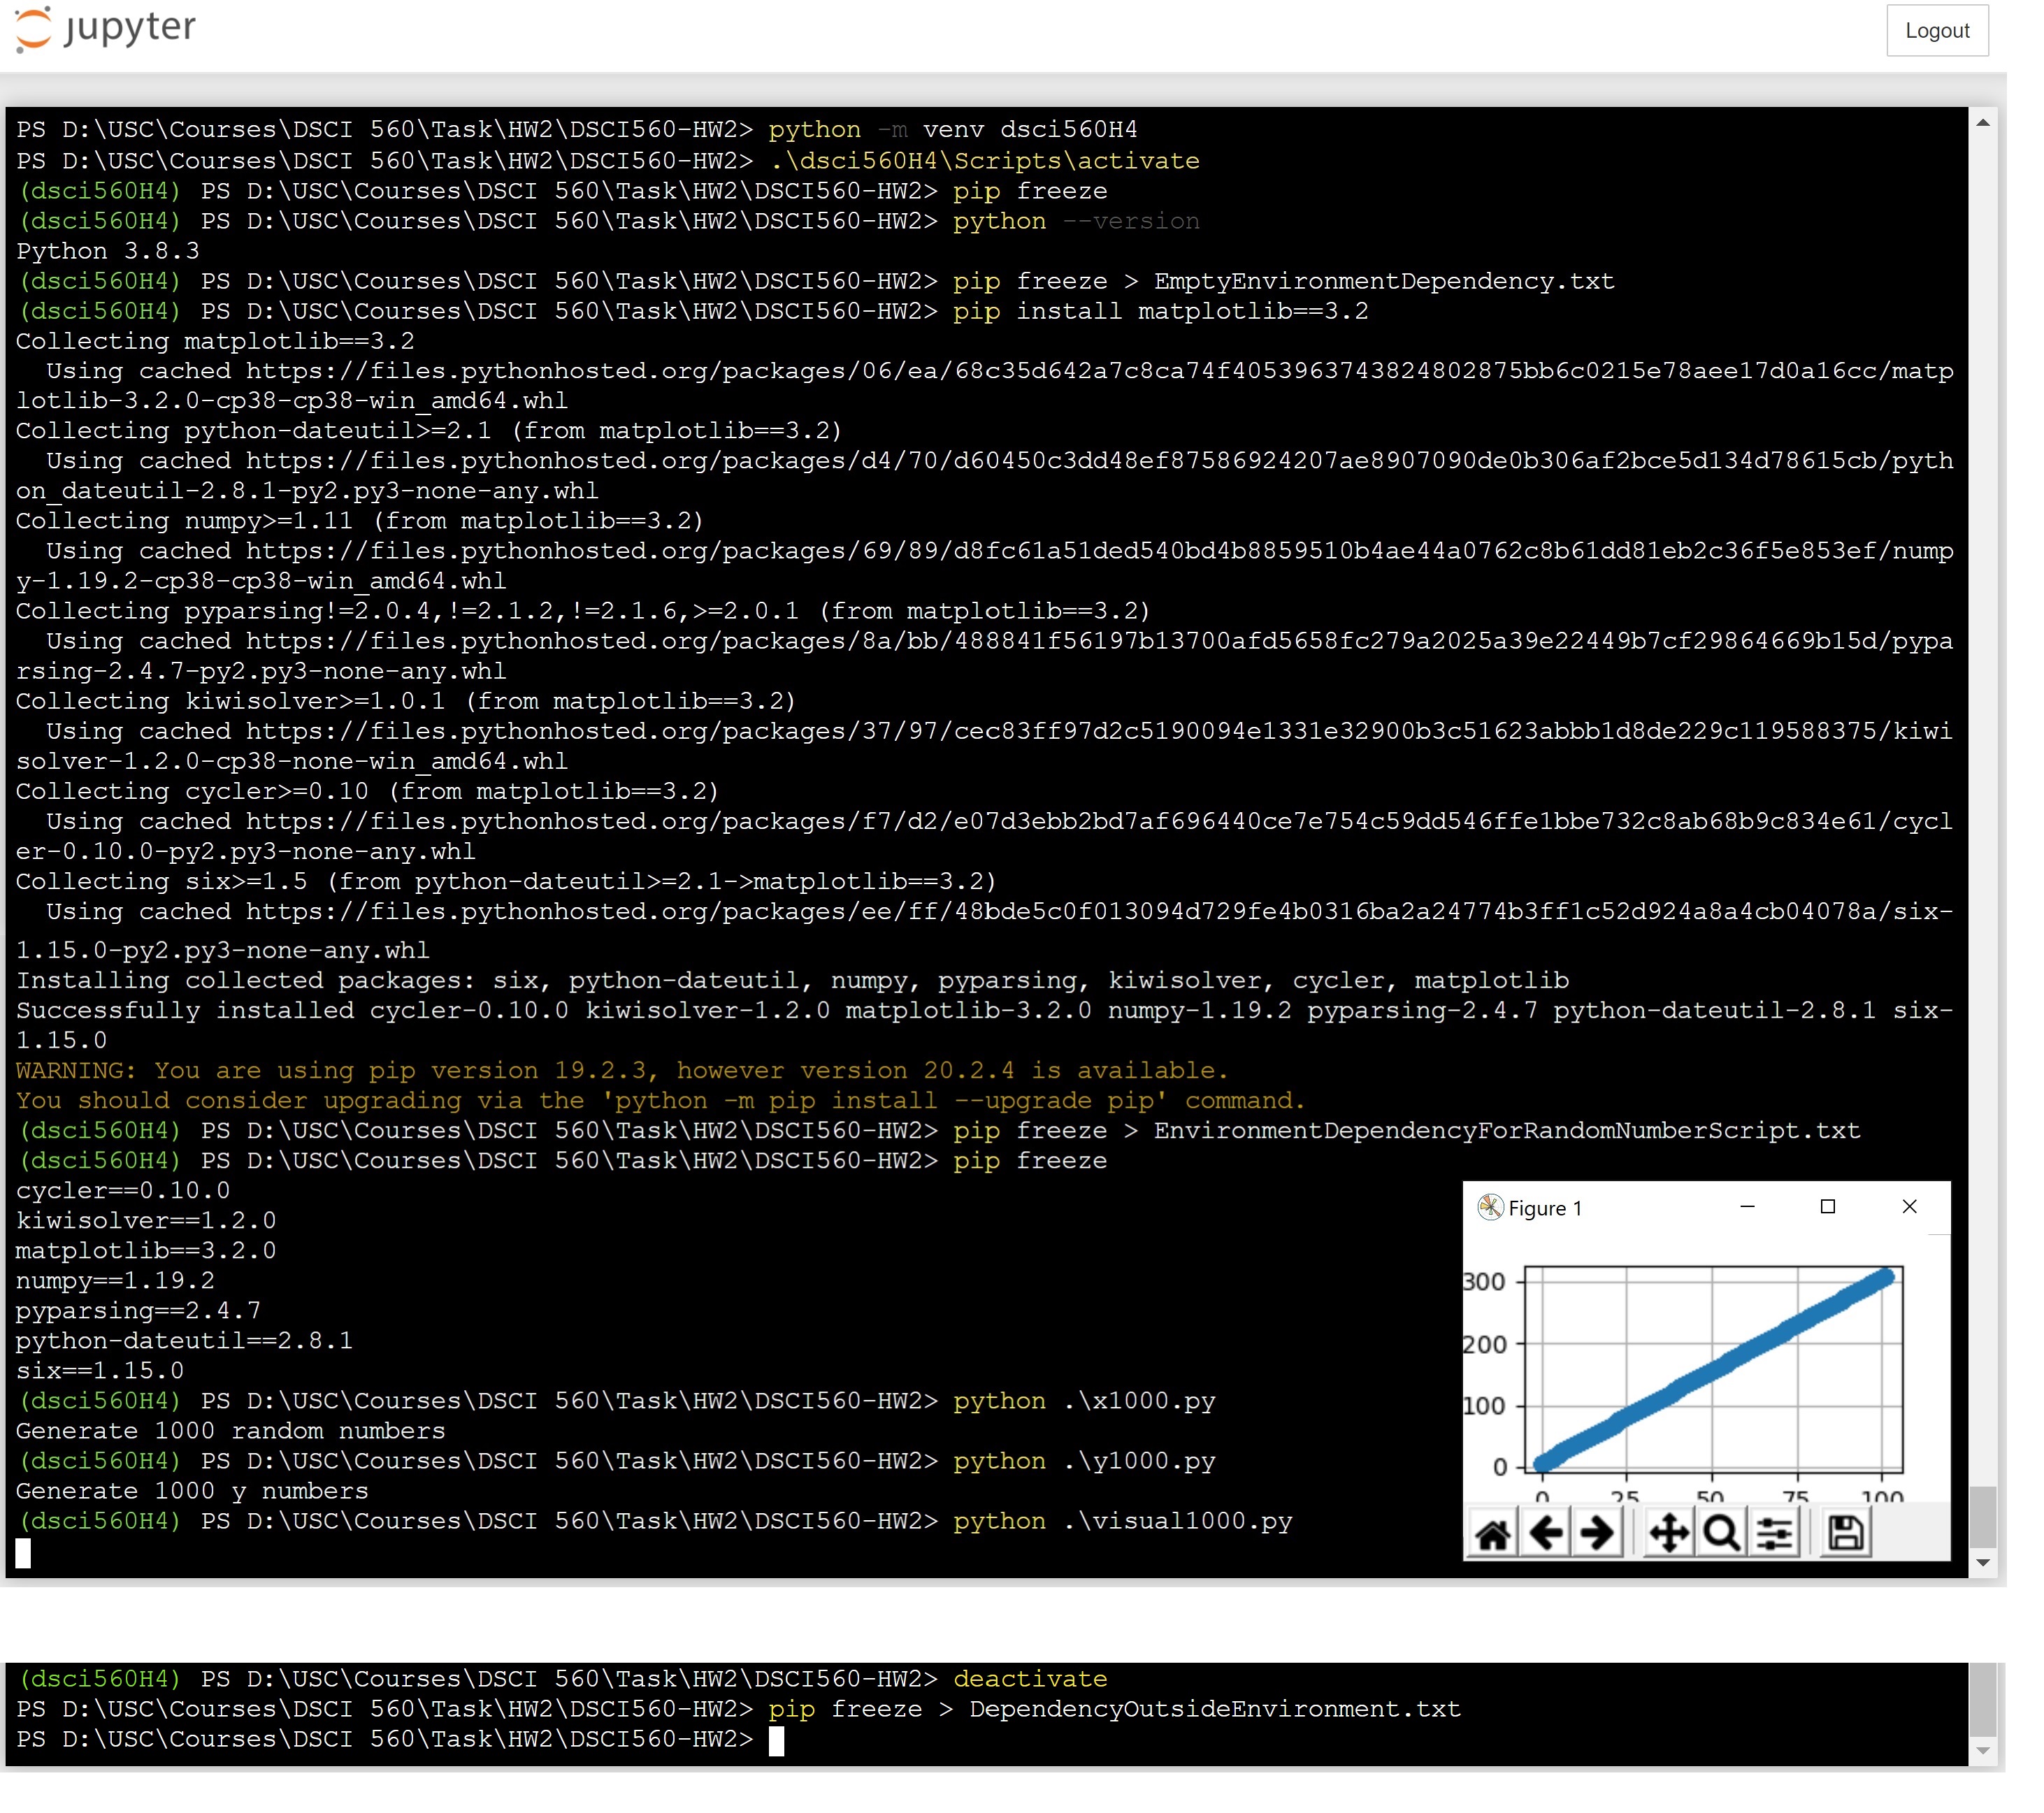 jupyter
Logout
PS D:\USC\Courses\DSCI 560\Task\HW2\DSCI560-HW2> python -m venv dsci560H4
PS D:\USC\Courses\DSCI 560\Task\HW2\DSCI560-HW2> .\dsci560H4\Scripts\activate
(dsci560H4) PS D:\USC\Courses\DSCI 560\Task\HW2\DSCI560-HW2> pip freeze
(dsci560H4) PS D:\USC\Courses\DSCI 560\Task\HW2\DSCI560-HW2> python --version
Python 3.8.3
(dsci560H4) PS D:\USC\Courses\DSCI 560\Task\HW2\DSCI560-HW2> pip freeze > EmptyEnvironmentDependency.txt
(dsci560H4) PS D:\USC\Courses\DSCI 560\Task\HW2\DSCI560-HW2> pip install matplotlib==3.2
Collecting matplotlib==3.2
  Using cached https://files.pythonhosted.org/packages/06/ea/68c35d642a7c8ca74f4053963743824802875bb6c0215e78aee17d0a16cc/matp
lotlib-3.2.0-cp38-cp38-win_amd64.whl
Collecting python-dateutil>=2.1 (from matplotlib==3.2)
  Using cached https://files.pythonhosted.org/packages/d4/70/d60450c3dd48ef87586924207ae8907090de0b306af2bce5d134d78615cb/pyth
on_dateutil-2.8.1-py2.py3-none-any.whl
Collecting numpy>=1.11 (from matplotlib==3.2)
  Using cached https://files.pythonhosted.org/packages/69/89/d8fc61a51ded540bd4b8859510b4ae44a0762c8b61dd81eb2c36f5e853ef/nump
y-1.19.2-cp38-cp38-win_amd64.whl
Collecting pyparsing!=2.0.4,!=2.1.2,!=2.1.6,>=2.0.1 (from matplotlib==3.2)
  Using cached https://files.pythonhosted.org/packages/8a/bb/488841f56197b13700afd5658fc279a2025a39e22449b7cf29864669b15d/pypa
rsing-2.4.7-py2.py3-none-any.whl
Collecting kiwisolver>=1.0.1 (from matplotlib==3.2)
  Using cached https://files.pythonhosted.org/packages/37/97/cec83ff97d2c5190094e1331e32900b3c51623abbb1d8de229c119588375/kiwi
solver-1.2.0-cp38-none-win_amd64.whl
Collecting cycler>=0.10 (from matplotlib==3.2)
  Using cached https://files.pythonhosted.org/packages/f7/d2/e07d3ebb2bd7af696440ce7e754c59dd546ffe1bbe732c8ab68b9c834e61/cycl
er-0.10.0-py2.py3-none-any.whl
Collecting six>=1.5 (from python-dateutil>=2.1->matplotlib==3.2)
  Using cached https://files.pythonhosted.org/packages/ee/ff/48bde5c0f013094d729fe4b0316ba2a24774b3ff1c52d924a8a4cb04078a/six-
1.15.0-py2.py3-none-any.whl
Installing collected packages: six, python-dateutil, numpy, pyparsing, kiwisolver, cycler, matplotlib
Successfully installed cycler-0.10.0 kiwisolver-1.2.0 matplotlib-3.2.0 numpy-1.19.2 pyparsing-2.4.7 python-dateutil-2.8.1 six-
1.15.0
WARNING: You are using pip version 19.2.3, however version 20.2.4 is available.
You should consider upgrading via the 'python -m pip install --upgrade pip' command.
(dsci560H4) PS D:\USC\Courses\DSCI 560\Task\HW2\DSCI560-HW2> pip freeze > EnvironmentDependencyForRandomNumberScript.txt
(dsci560H4) PS D:\USC\Courses\DSCI 560\Task\HW2\DSCI560-HW2> pip freeze
cycler==0.10.0
kiwisolver==1.2.0
matplotlib==3.2.0
numpy==1.19.2
pyparsing==2.4.7
python-dateutil==2.8.1
six==1.15.0
(dsci560H4) PS D:\USC\Courses\DSCI 560\Task\HW2\DSCI560-HW2> python .\x1000.py
Generate 1000 random numbers
(dsci560H4) PS D:\USC\Courses\DSCI 560\Task\HW2\DSCI560-HW2> python .\y1000.py
Generate 1000 y numbers
(dsci560H4) PS D:\USC\Courses\DSCI 560\Task\HW2\DSCI560-HW2> python .\visual1000.py
Figure 1
300
200
100
0
0 25 50 75 100
(dsci560H4) PS D:\USC\Courses\DSCI 560\Task\HW2\DSCI560-HW2> deactivate
PS D:\USC\Courses\DSCI 560\Task\HW2\DSCI560-HW2> pip freeze > DependencyOutsideEnvironment.txt
PS D:\USC\Courses\DSCI 560\Task\HW2\DSCI560-HW2>